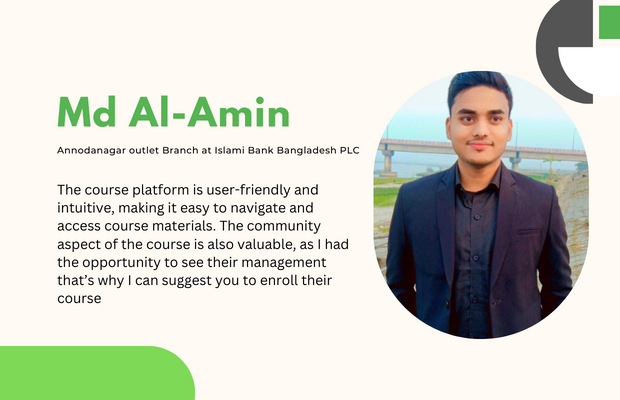 Md Al-Amin
Annodanagar outlet Branch at Islami Bank Bangladesh PLC
The course platform is user-friendly and
intuitive, making it easy to navigate and
access course materials. The community
aspect of the course is also valuable, as I had
the opportunity to see their management
that's why I can suggest you to enroll their
course